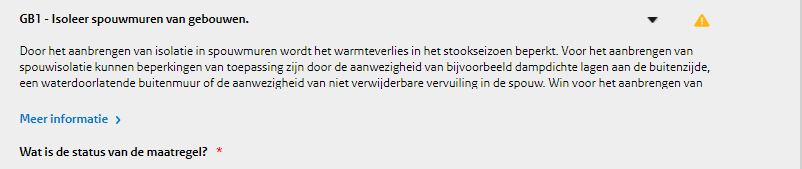 GB1 - Isoleer spouwmuren van gebouwen.
Door het aanbrengen van isolatie in spouwmuren wordt het warmteverlies in het stookseizoen beperkt. Voor het aanbrengen van
spouwisolatie kunnen beperkingen van toepassing zijn door de aanwezigheid van bijvoorbeeld dampdichte lagen aan de buitenzijde,
een waterdoorlatende buitenmuur of de aanwezigheid van niet verwijderbare vervuiling in de spouw. Win voor het aanbrengen van
Meer informatie >
Wat is de status van de maatregel? *